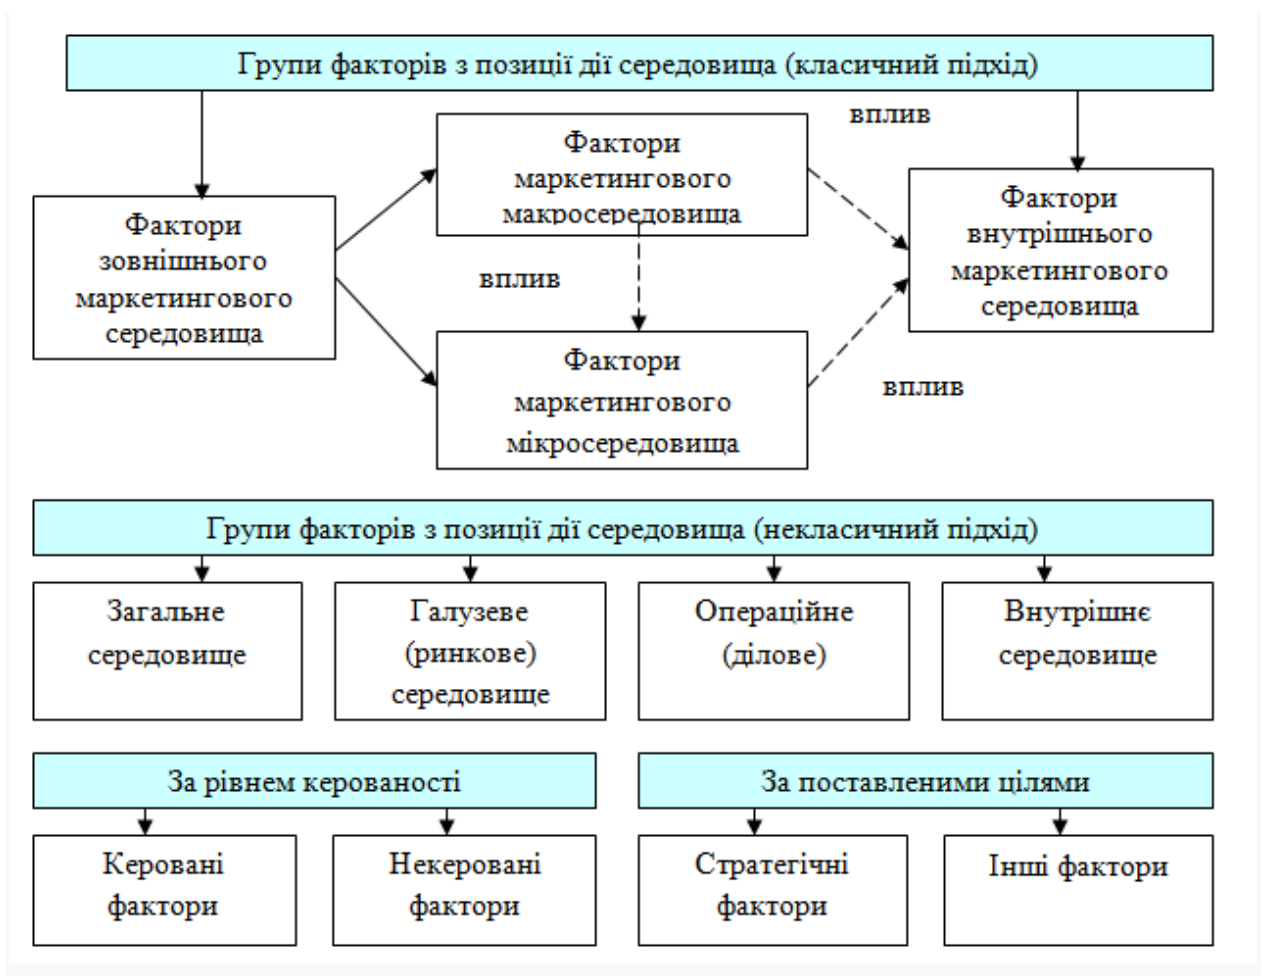 Групи факторів з позиції дії середовища (класичний підхід)
вплив
Фактори
маркетингового
макросередовища
Фактори
зовнішнього
маркетингового
середовища
Фактори
внутрішнього
маркетингового
середовища
вплив
Фактори
маркетингового
мікросередовища
вплив
Групи факторів з позиції дії середовища (некласичний підхід)
Загальне
середовище
Галузеве
(ринкове)
середовище
Операційне
(ділове)
Внутрішнє
середовище
За рівнем керованості
За поставленими цілями
Керовані
фактори
Некеровані
фактори
Стратегічні
фактори
Інші фактори